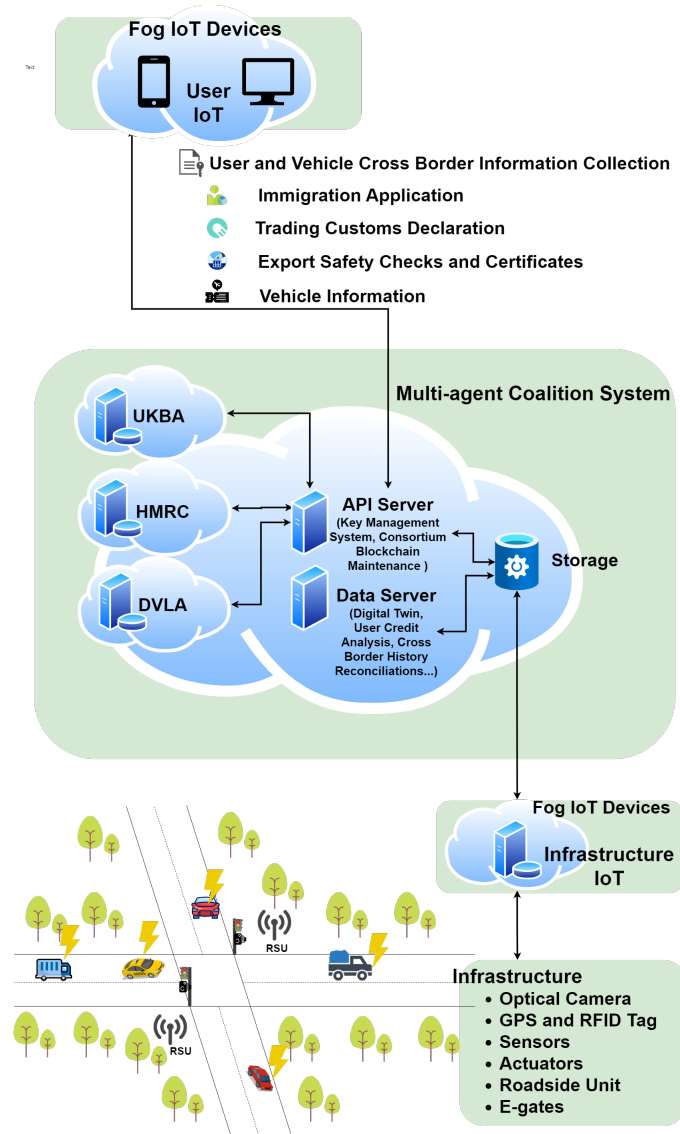 Fog IoT Devices
Text
User
IoT
User and Vehicle Cross Border Information Collection
Immigration Application
Trading Customs Declaration
Export Safety Checks and Certificates
Vehicle Information
Multi-agent Coalition System
UKBA
HMRC
DVLA
API Server
(Key Management
System, Consortium
Blockchain
Maintenance )
Storage
Data Server
(Digital Twin,
User Credit
Analysis, Cross
Border History
Reconciliations...)
Fog IoT Devices
Infrastructure
IoT
RSU
RSU
Infrastructure
• Optical Camera
• GPS and RFID Tag
• Sensors
• Actuators
• Roadside Unit
• E-gates